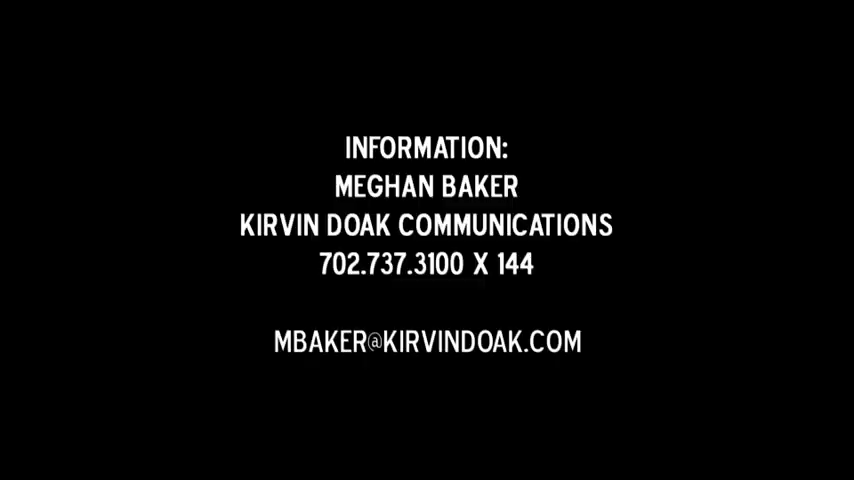 INFORMATION:
MEGHAN BAKER
KIRVIN DOAK COMMUNICATIONS
702.737.3100 X 144
MBAKER@KIRVINDOAK.COM